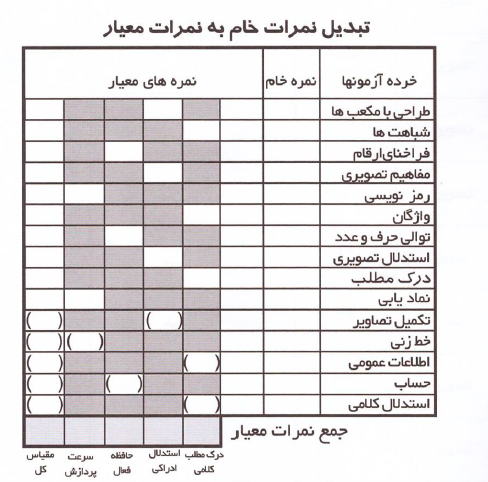 تبدیل نمرات خام به نمرات معیار
خرده آزمونها نمره خام نمره های معیار
طراحی با مکعب ها
شباهت ها
فراخنای ارقام
مفاهیم تصویری
رمز نویسی
واژگان
توالی حرف و عدد
استدلال تصویری
درک مطلب
نماد یابی
تکمیل تصاویر ( ) ( )
خط زنی ( ) ( )
اطلاعات عمومی ( ) ( )
حساب ( ) ( )
استدلال کلامی ( ) ( )
جمع نمرات معیار
درک مطلب کلامی
استدلال ادراکی
حافظه فعال
سرعت پردازش
مقیاس کل